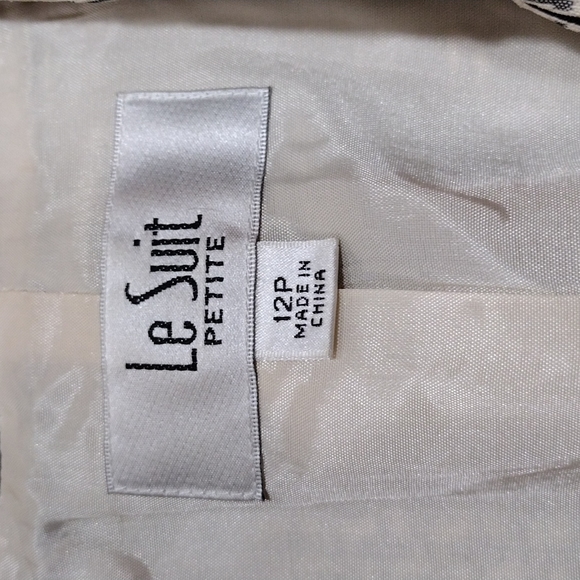 Le Suit
PETITE
12P
MADE IN
CHINA